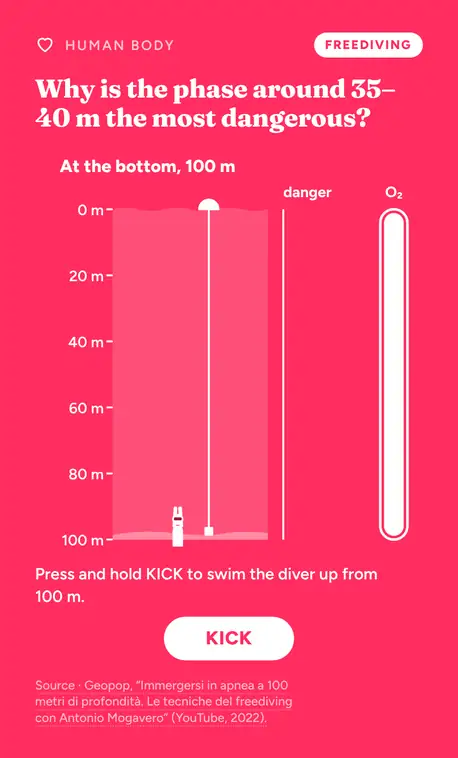 HUMAN BODY
FREEDIVING
Why is the phase around 35–
40 m the most dangerous?
At the bottom, 100 m
danger
O₂
0 m
20 m
40 m
60 m
80 m
100 m
Press and hold KICK to swim the diver up from
100 m.
KICK
Source · Geopop, “Immergersi in apnea a 100
metri di profondità. Le tecniche del freediving
con Antonio Mogavero” (YouTube, 2022).